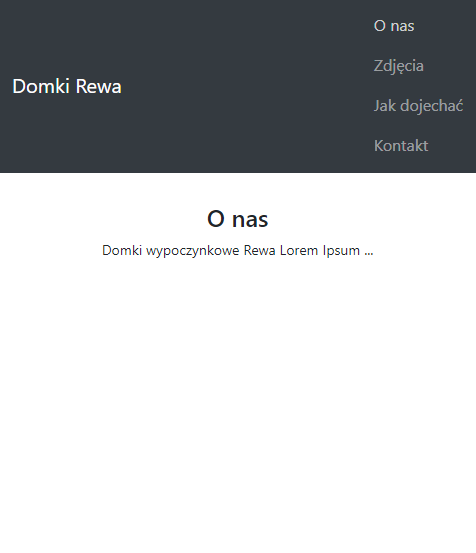 Domki Rewa
O nas
Zdjęcia
Jak dojechać
Kontakt
O nas
Domki wypoczynkowe Rewa Lorem Ipsum ...